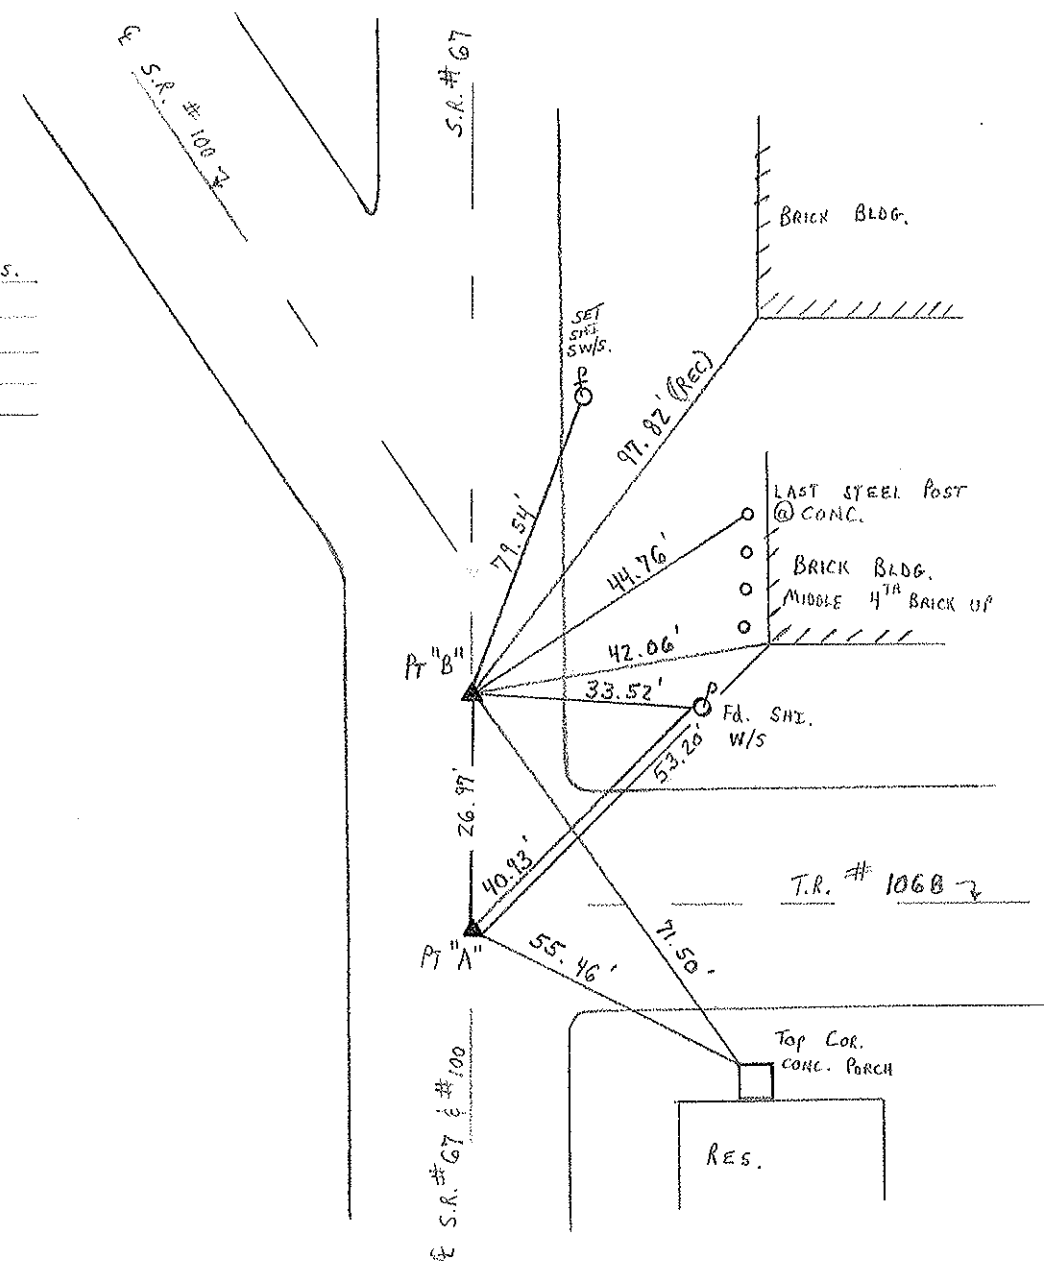 ℄ S.R. # 100
S.R. # 67
S.
BRICK BLDG.
SET
SHI
SW/S.
97.82' (REC)
79.54'
LAST STEEL POST
@ CONC.
44.76'
BRICK BLDG.
MIDDLE 4TH BRICK UP
42.06'
PT "B"
33.52'
Fd. SHI.
W/S
53.20'
26.97'
40.93'
T.R. # 106B
PT "A"
55.46'
71.50'
TOP COR.
CONC. PORCH
RES.
℄ S.R. # 67 & # 100